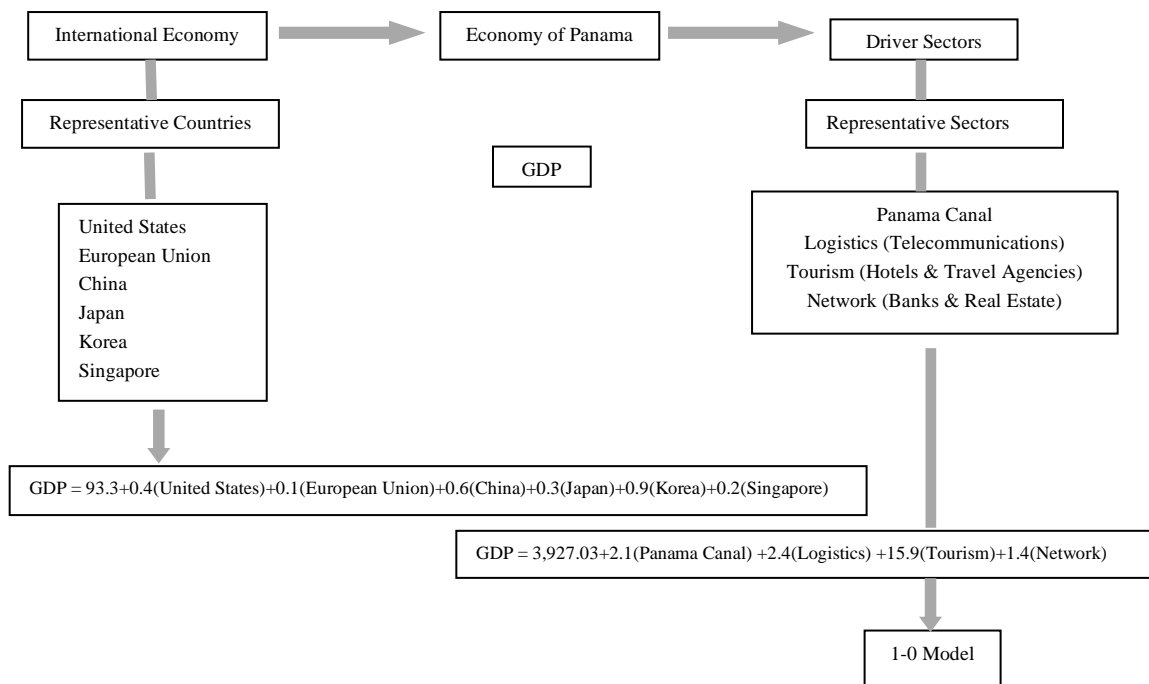 International Economy
Economy of Panama
Driver Sectors
Representative Countries
Representative Sectors
GDP
United States
European Union
China
Japan
Korea
Singapore
Panama Canal
Logistics (Telecommunications)
Tourism (Hotels & Travel Agencies)
Network (Banks & Real Estate)
GDP = 93.3+0.4(United States)+0.1(European Union)+0.6(China)+0.3(Japan)+0.9(Korea)+0.2(Singapore)
GDP = 3,927.03+2.1(Panama Canal) +2.4(Logistics) +15.9(Tourism)+1.4(Network)
1-0 Model